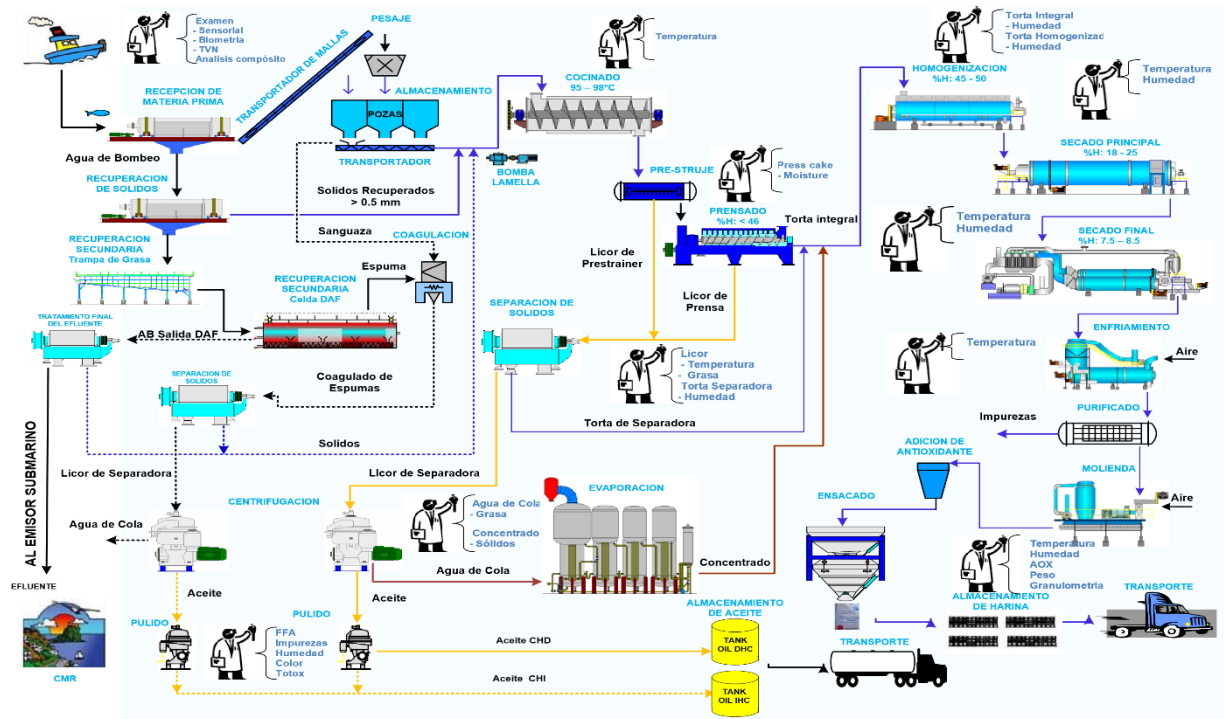 Examen
- Sensorial
- Biometria
- TVN
Analisis compósito
PESAJE
TRANSPORTADOR DE MALLAS
ALMACENAMIENTO
POZAS
TRANSPORTADOR
RECEPCION DE
MATERIA PRIMA
Agua de Bombeo
RECUPERACION
DE SOLIDOS
Solidos Recuperados
> 0.5 mm
Sanguaza
RECUPERACION
SECUNDARIA
Trampa de Grasa
COAGULACION
Espuma
RECUPERACION
SECUNDARIA
Celda DAF
TRATAMIENTO FINAL
DEL EFLUENTE
AB Salida DAF
SEPARACION DE
SOLIDOS
Coagulado de
Espumas
Solidos
Licor de Separadora
AL EMISOR SUBMARINO
EFLUENTE
CMR
Agua de Cola
CENTRIFUGACION
Aceite
PULIDO
FFA
Impurezas
Humedad
Color
Totox
Temperatura
COCINADO
95 – 98°C
BOMBA
LAMELLA
PRE-STRUJE
Press cake
- Moisture
PRENSADO
%H: < 46
Torta integral
Licor de
Prestrainer
Licor de
Prensa
SEPARACION DE
SOLIDOS
Licor
- Temperatura
- Grasa
Torta Separadora
- Humedad
Torta de Separadora
LIcor de Separadora
Agua de Cola
- Grasa
Concentrado
- Sólidos
EVAPORACION
Agua de Cola
Concentrado
Aceite
PULIDO
Aceite CHD
Aceite CHI
ALMACENAMIENTO
DE ACEITE
TANK
OIL DHC
TANK
OIL IHC
TRANSPORTE
Torta Integral
- Humedad
Torta Homogenizad
- Humedad
HOMOGENIZACION
%H: 45 - 50
Temperatura
Humedad
SECADO PRINCIPAL
%H: 18 - 25
Temperatura
Humedad
SECADO FINAL
%H: 7.5 – 8.5
Temperatura
ENFRIAMIENTO
Aire
PURIFICADO
Impurezas
MOLIENDA
Aire
ADICION DE
ANTIOXIDANTE
ENSACADO
Temperatura
Humedad
AOX
Peso
Granulometria
ALMACENAMIENTO
DE HARINA
TRANSPORTE